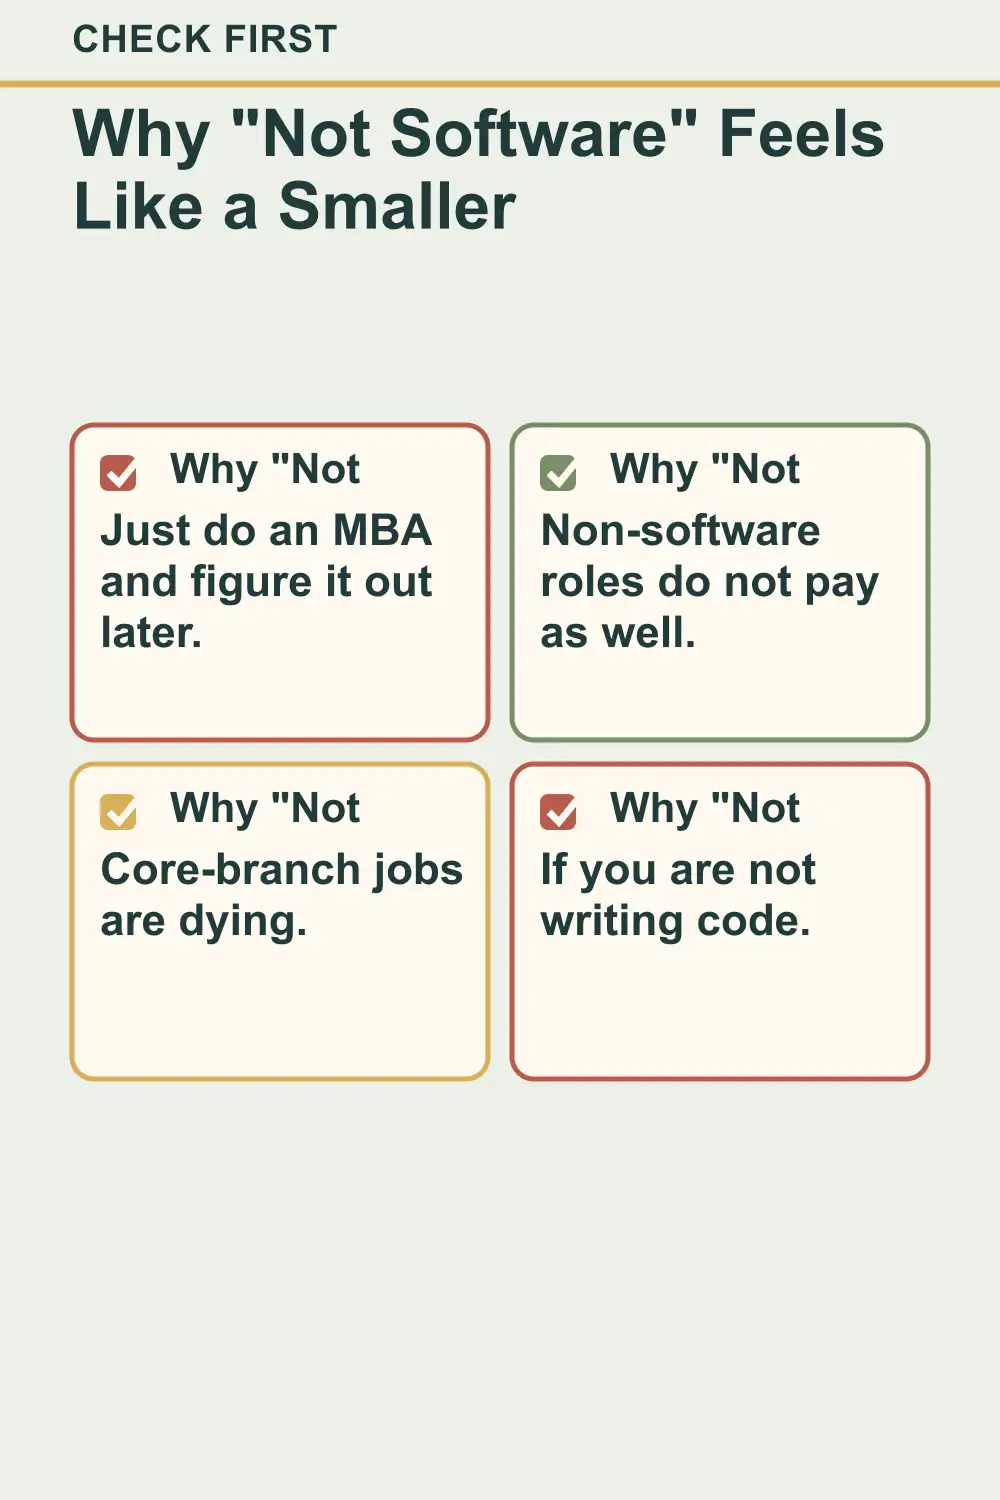 CHECK FIRST
Why "Not Software" Feels
Like a Smaller
Why "Not
Just do an MBA
and figure it out
later.
Why "Not
Non-software
roles do not pay
as well.
Why "Not
Core-branch jobs
are dying.
Why "Not
If you are not
writing code.